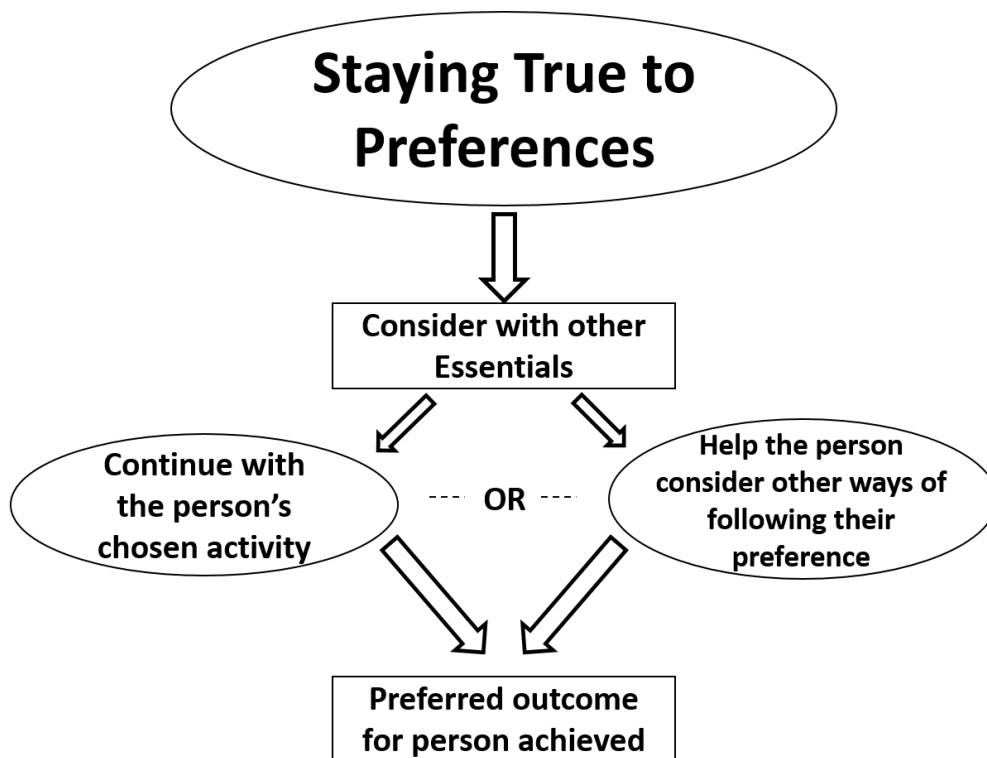 Staying True to
Preferences
Consider with other
Essentials
Continue with
the person’s
chosen activity
OR
Help the person
consider other ways of
following their
preference
Preferred outcome
for person achieved